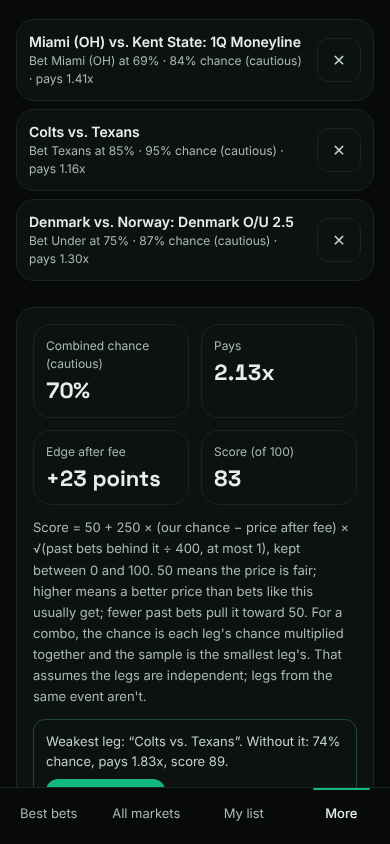 Miami (OH) vs. Kent State: 1Q Moneyline
Bet Miami (OH) at 69% · 84% chance (cautious)
· pays 1.41x
✕
Colts vs. Texans
Bet Texans at 85% · 95% chance (cautious) ·
pays 1.16x
✕
Denmark vs. Norway: Denmark O/U 2.5
Bet Under at 75% · 87% chance (cautious) ·
pays 1.30x
✕
Combined chance
(cautious)
70%
Pays
2.13x
Edge after fee
+23 points
Score (of 100)
83
Score = 50 + 250 × (our chance − price after fee) ×
√(past bets behind it ÷ 400, at most 1), kept
between 0 and 100. 50 means the price is fair;
higher means a better price than bets like this
usually get; fewer past bets pull it toward 50. For a
combo, the chance is each leg's chance multiplied
together and the sample is the smallest leg's. That
assumes the legs are independent; legs from the
same event aren't.
Weakest leg: “Colts vs. Texans”. Without it: 74%
chance, pays 1.83x, score 89.
Best bets
All markets
My list
More